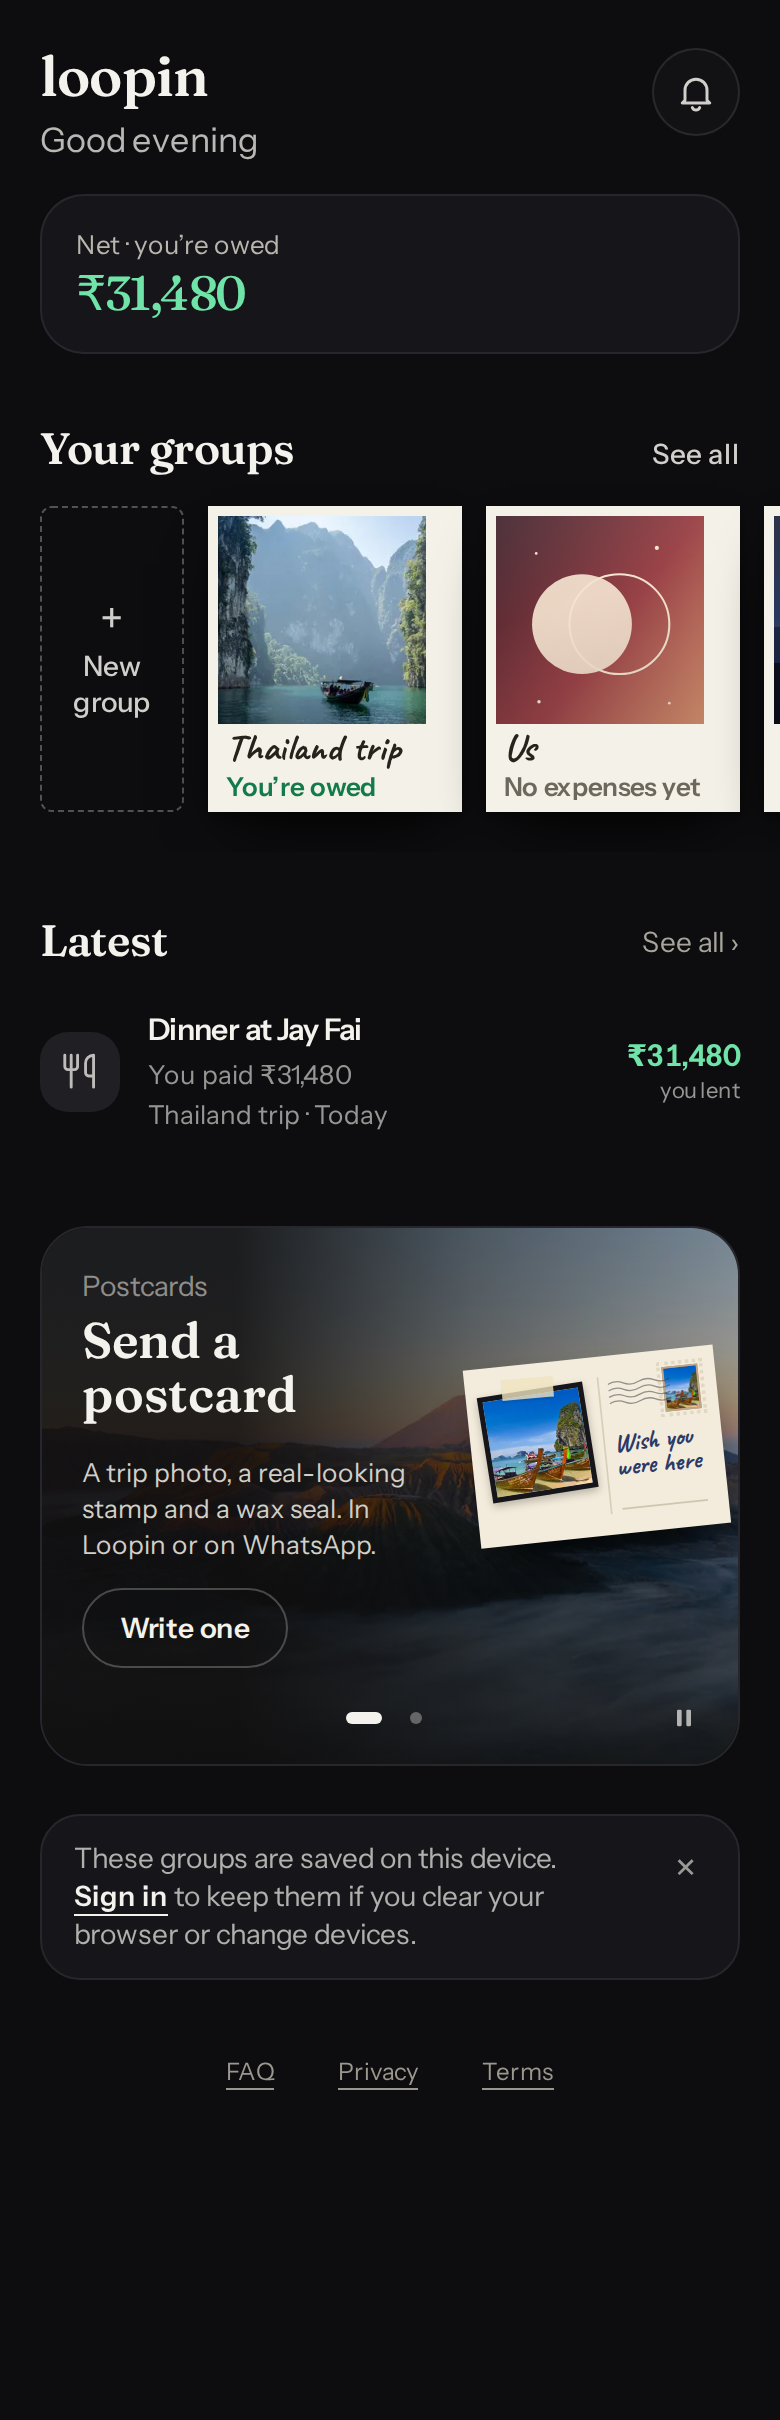 loopin
Good evening
Net · you’re owed
₹31,480
Your groups
See all
+
New
group
Thailand trip
You’re owed
Us
No expenses yet
Latest
See all ›
Dinner at Jay Fai
You paid ₹31,480
Thailand trip · Today
₹31,480
you lent
Postcards
Send a
postcard
A trip photo, a real-looking
stamp and a wax seal. In
Loopin or on WhatsApp.
Wish you
were here
Write one
These groups are saved on this device.
Sign in to keep them if you clear your
browser or change devices.
FAQ
Privacy
Terms